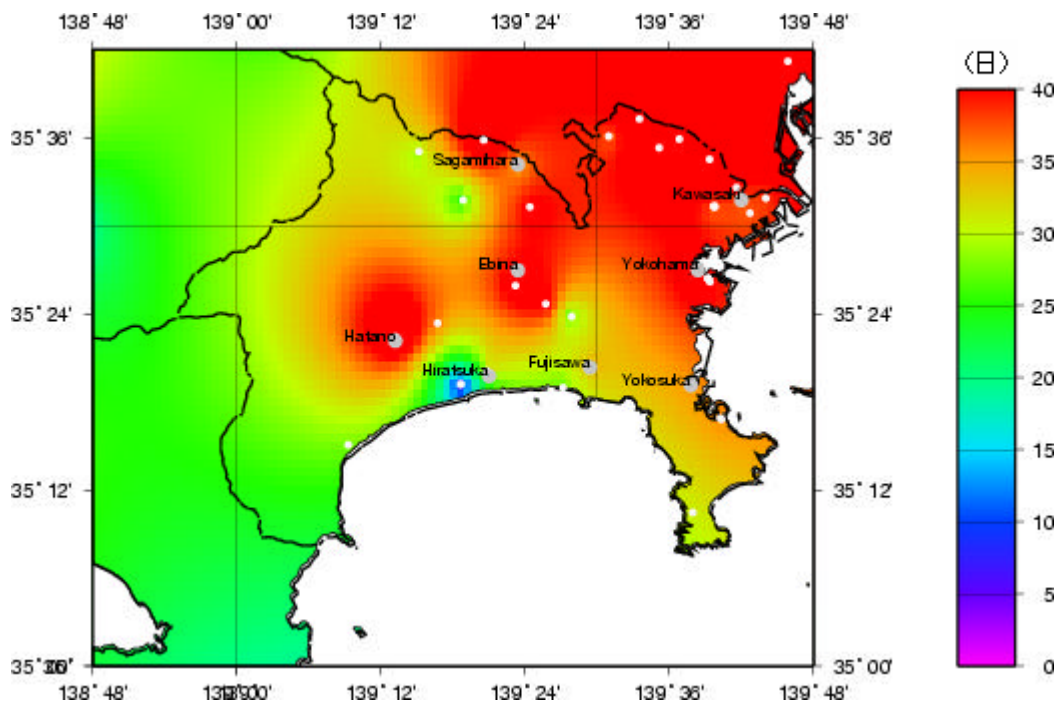 138˚ 48' 139˚ 00' 139˚ 12' 139˚ 24' 139˚ 36' 139˚ 48'
(日)
40
35˚ 36' 35˚ 36'
Sagamihara
35
Kawasaki
30
Ebina Yokohama
25
35˚ 24' 35˚ 24'
Hatano
20
Fujisawa
Hiratsuka
Yokosuka
15
35˚ 12' 35˚ 12'
10
5
35˚ 00' 0
138˚ 48' 139˚ 12' 139˚ 24' 139˚ 36' 139˚ 48'